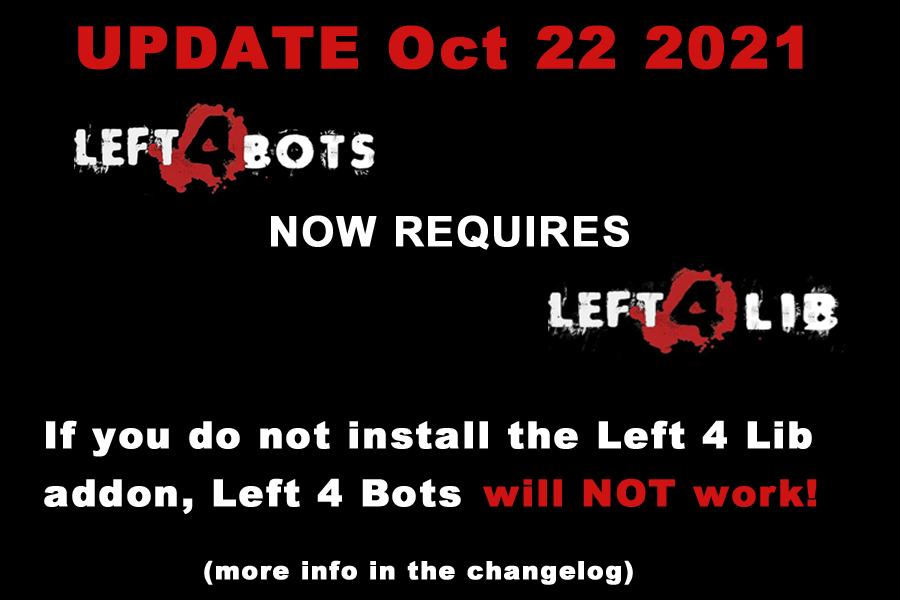 UPDATE Oct 22 2021
LEFT 4 BOTS
NOW REQUIRES
LEFT 4 LIB
If you do not install the Left 4 Lib
addon, Left 4 Bots will NOT work!
(more info in the changelog)